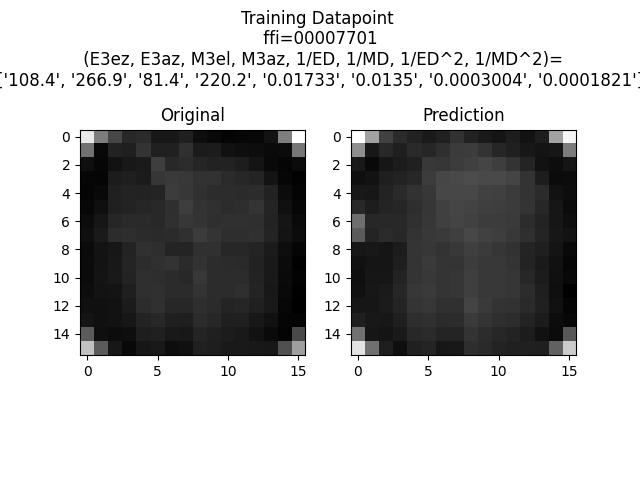 Training Datapoint
ffi=00007701
(E3ez, E3az, M3el, M3az, 1/ED, 1/MD, 1/ED^2, 1/MD^2)=
['108.4', '266.9', '81.4', '220.2', '0.01733', '0.0135', '0.0003004', '0.0001821']
Original Prediction
0 0
2 2
4 4
6 6
8 8
10 10
12 12
14 14
0 5 10 15 0 5 10 15